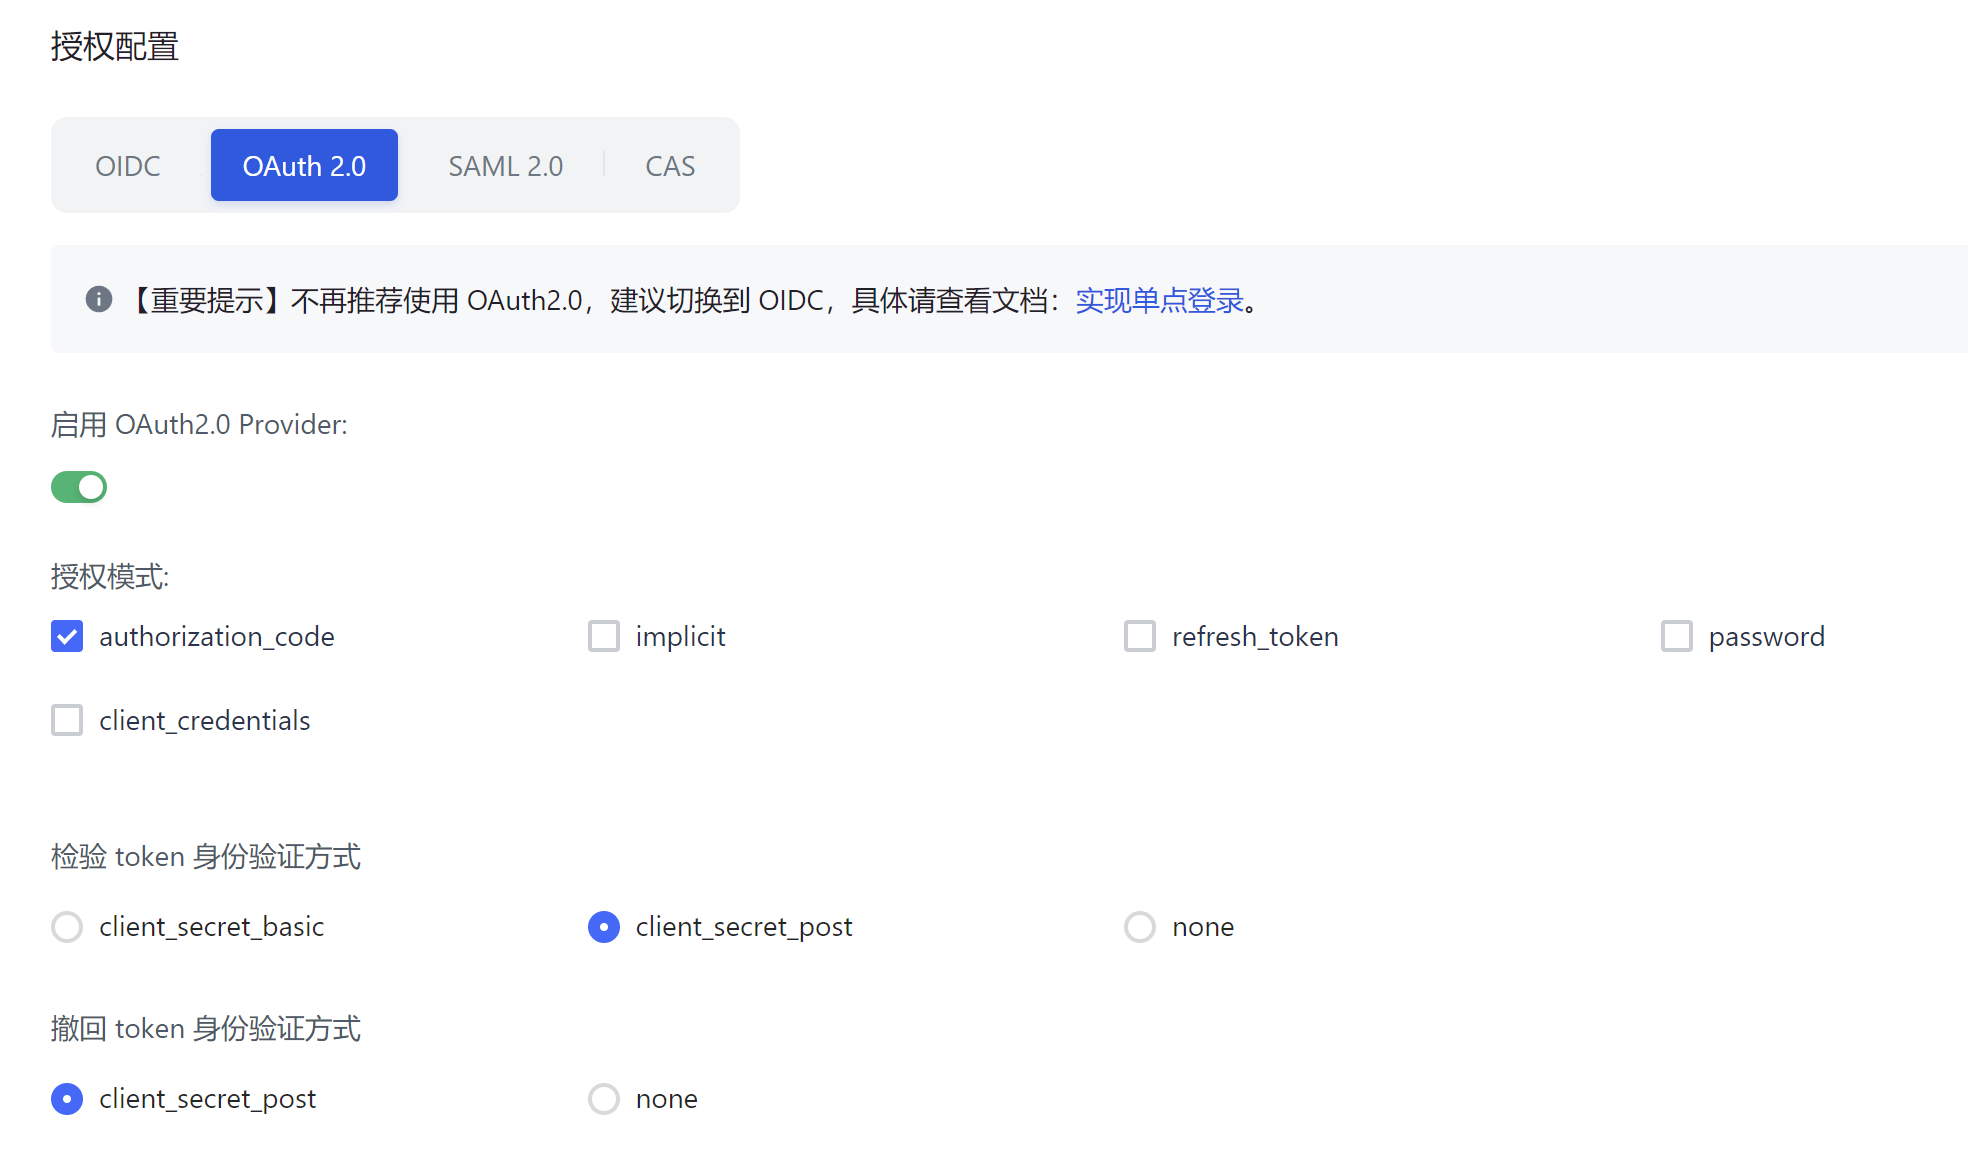 授权配置
OIDC OAuth 2.0 SAML 2.0 CAS
【重要提示】不再推荐使用 OAuth2.0，建议切换到 OIDC，具体请查看文档：实现单点登录。
启用 OAuth2.0 Provider:
授权模式:
authorization_code implicit refresh_token password
client_credentials
检验 token 身份验证方式
client_secret_basic client_secret_post none
撤回 token 身份验证方式
client_secret_post none